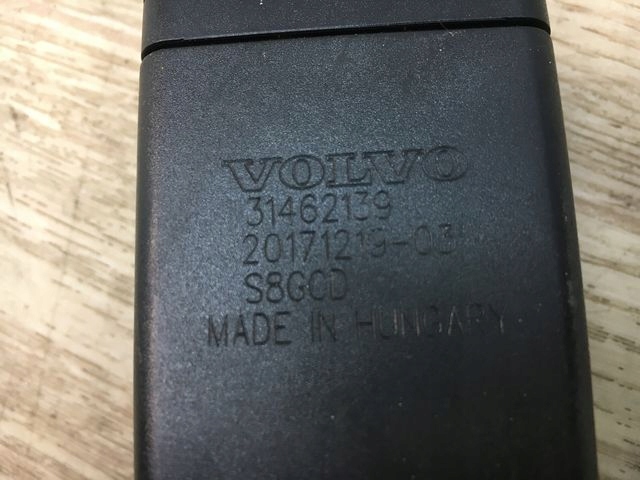 VOLVO
31462139
20171219-03
S8GCD
MADE IN HUNGARY